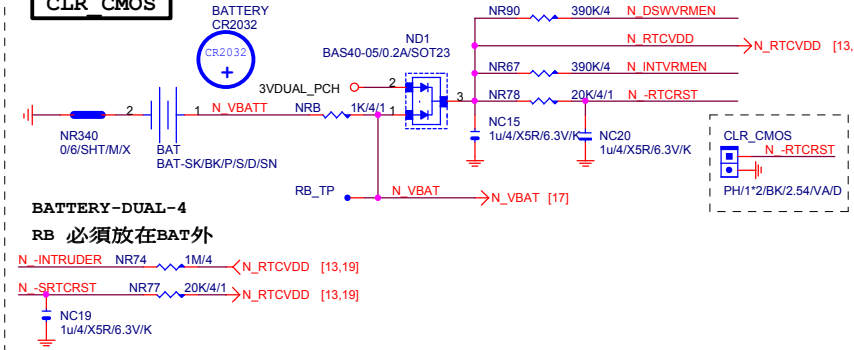 CLR_CMOS
BATTERY
CR2032
CR2032
+
ND1
BAS40-05/0.2A/SOT23
NR90 390K/4 N_DSWVRMEN
N_RTCVDD
N_RTCVDD [13,
NR67 390K/4 N_INTVRMEN
3VDUAL_PCH 2
3
NR78 20K/4/1 N_-RTCRST
2 1 N_VBATT NRB 1K/4/1 1
NR340
0/6/SHT/M/X
BAT
BAT-SK/BK/P/S/D/SN
NC15
1u/4/X5R/6.3V/K
NC20
1u/4/X5R/6.3V/K
CLR_CMOS
N_-RTCRST
PH/1*2/BK/2.54/VA/D
RB_TP N_VBAT N_VBAT [17]
BATTERY-DUAL-4
RB 必須放在BAT外
N_-INTRUDER NR74 1M/4 N_RTCVDD [13,19]
N_-SRTCRST NR77 20K/4/1 N_RTCVDD [13,19]
NC19
1u/4/X5R/6.3V/K